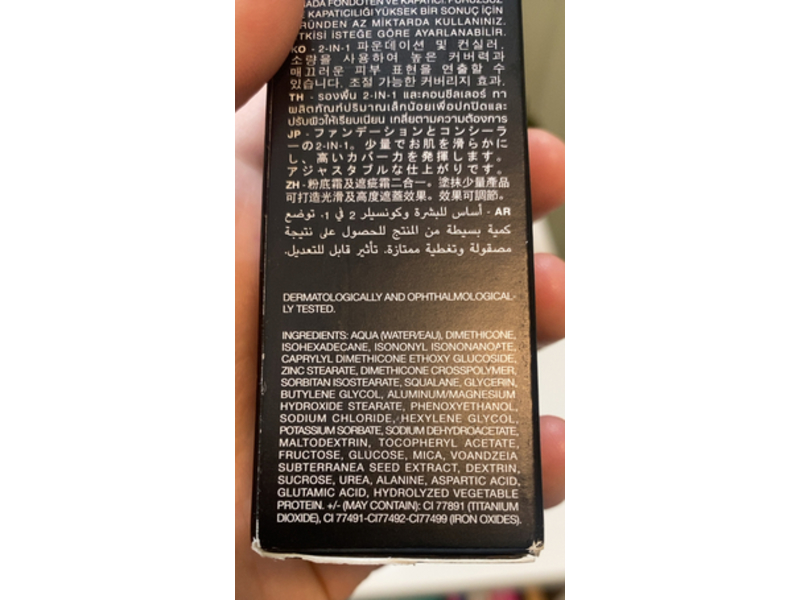 MADA FONDÖTEN VE KAPATICI. PÜRÜZSÜZ
KAPATICILIĞI YÜKSEK BİR SONUÇ İÇİN
ÜRÜNDEN AZ MİKTARDA KULLANINIZ.
ETKİSİ İSTEĞE GÖRE AYARLANABİLİR.
KO - 2-IN-1 파운데이션 및 컨실러,
소량을 사용하여 높은 커버력과
매끄러운 피부 표현을 연출할 수
있습니다. 조절 가능한 커버리지 효과.
TH - รองพื้น 2-IN-1 และคอนซีลเลอร์ ทา
ผลิตภัณฑ์ปริมาณเล็กน้อยเพื่อปกปิดและ
ปรับผิวให้เรียบเนียน เกลี่ยตามความต้องการ
JP - ファンデーションとコンシーラ
ーの2-IN-1。少量でお肌を滑らかに
し、高いカバー力を発揮します。
アジャスタブルな仕上がりです。
ZH - 粉底霜及遮疵霜二合一。塗抹少量產品
可打造光滑及高度遮蓋效果。效果可調節。
AR - أساس للبشرة وكونسيلر 2 في 1، توضع
كمية بسيطة من المنتج للحصول على نتيجة
مصقولة وتغطية ممتازة. تأثير قابل للتعديل.
DERMATOLOGICALLY AND OPHTHALMOLOGICAL-
LY TESTED.
INGREDIENTS: AQUA (WATER/EAU), DIMETHICONE,
ISOHEXADECANE, ISONONYL ISONONANOATE,
CAPRYLYL DIMETHICONE ETHOXY GLUCOSIDE,
ZINC STEARATE, DIMETHICONE CROSSPOLYMER,
SORBITAN ISOSTEARATE, SQUALANE, GLYCERIN,
BUTYLENE GLYCOL, ALUMINUM/MAGNESIUM
HYDROXIDE STEARATE, PHENOXYETHANOL,
SODIUM CHLORIDE, HEXYLENE GLYCOL,
POTASSIUM SORBATE, SODIUM DEHYDROACETATE,
MALTODEXTRIN, TOCOPHERYL ACETATE,
FRUCTOSE, GLUCOSE, MICA, VOANDZEIA
SUBTERRANEA SEED EXTRACT, DEXTRIN,
SUCROSE, UREA, ALANINE, ASPARTIC ACID,
GLUTAMIC ACID, HYDROLYZED VEGETABLE
PROTEIN. +/- (MAY CONTAIN): CI 77891 (TITANIUM
DIOXIDE), CI 77491-CI77492-CI77499 (IRON OXIDES).